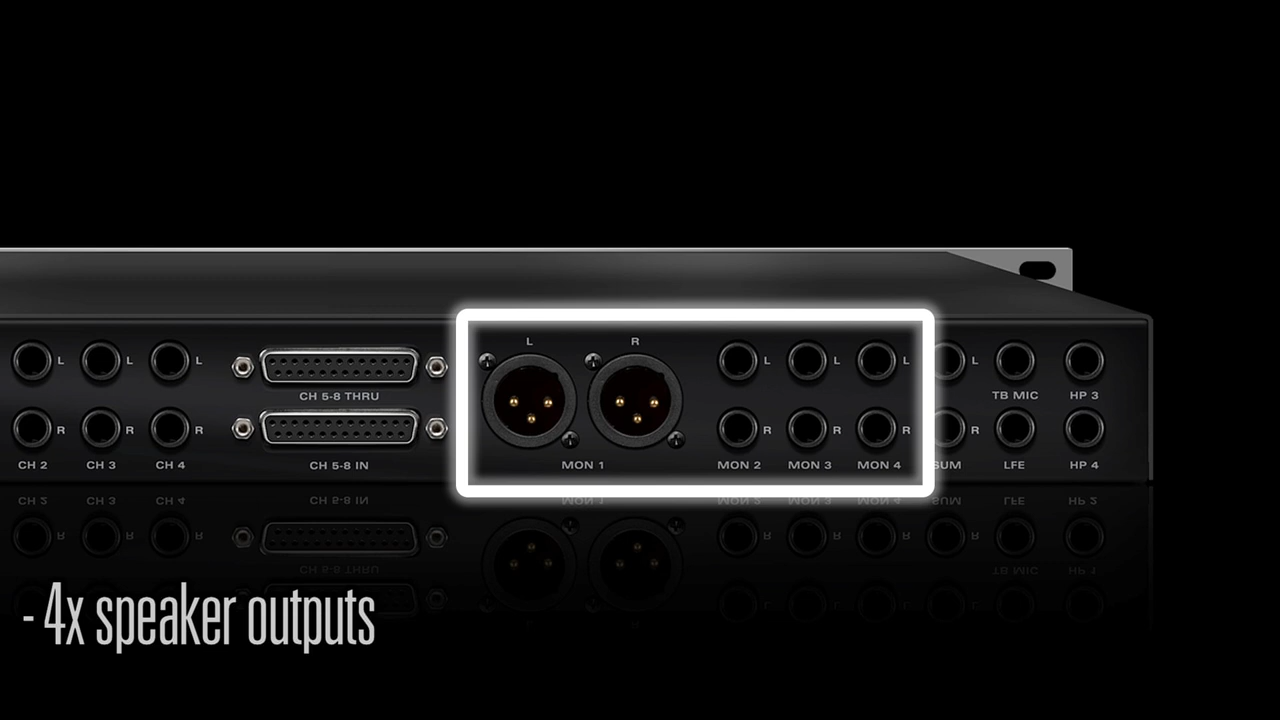 L R
L L L L L L
CH 5-8 THRU TB MIC HP 3
R R R R R R R
CH 2 CH 3 CH 4 CH 5-8 IN MON 1 MON 2 MON 3 MON 4 SUM LFE HP 4
- 4x speaker outputs